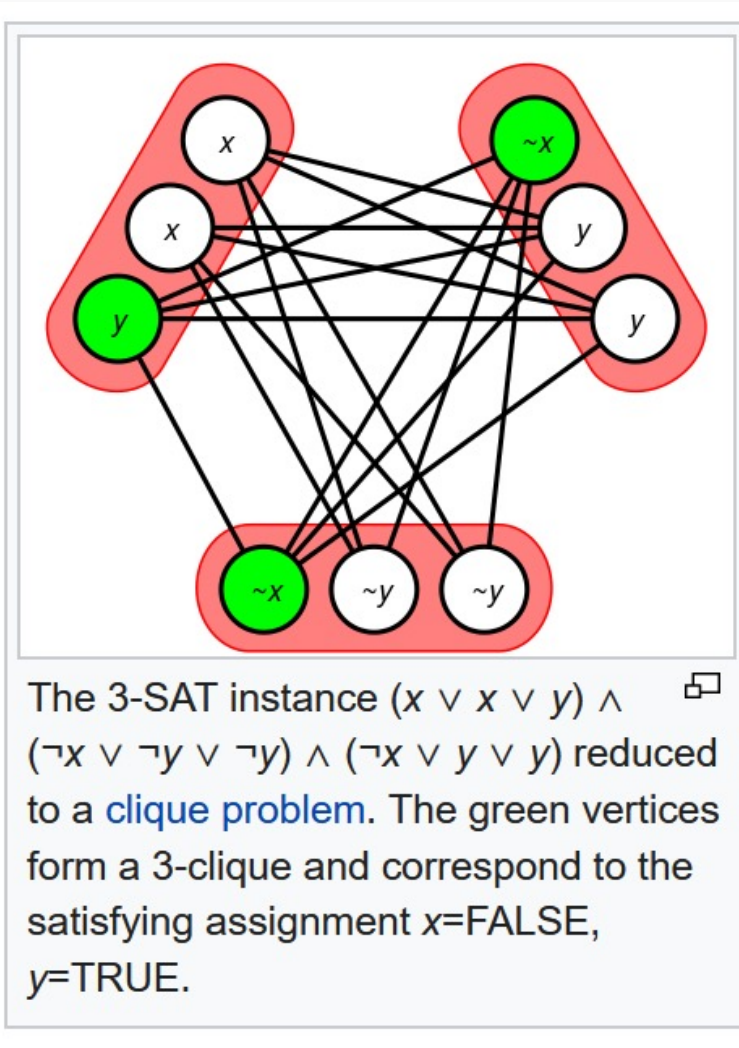 x ~x
x y
y y
~x ~y ~y
The 3-SAT instance (x ∨ x ∨ y) ∧
(¬x ∨ ¬y ∨ ¬y) ∧ (¬x ∨ y ∨ y) reduced
to a clique problem. The green vertices
form a 3-clique and correspond to the
satisfying assignment x=FALSE,
y=TRUE.